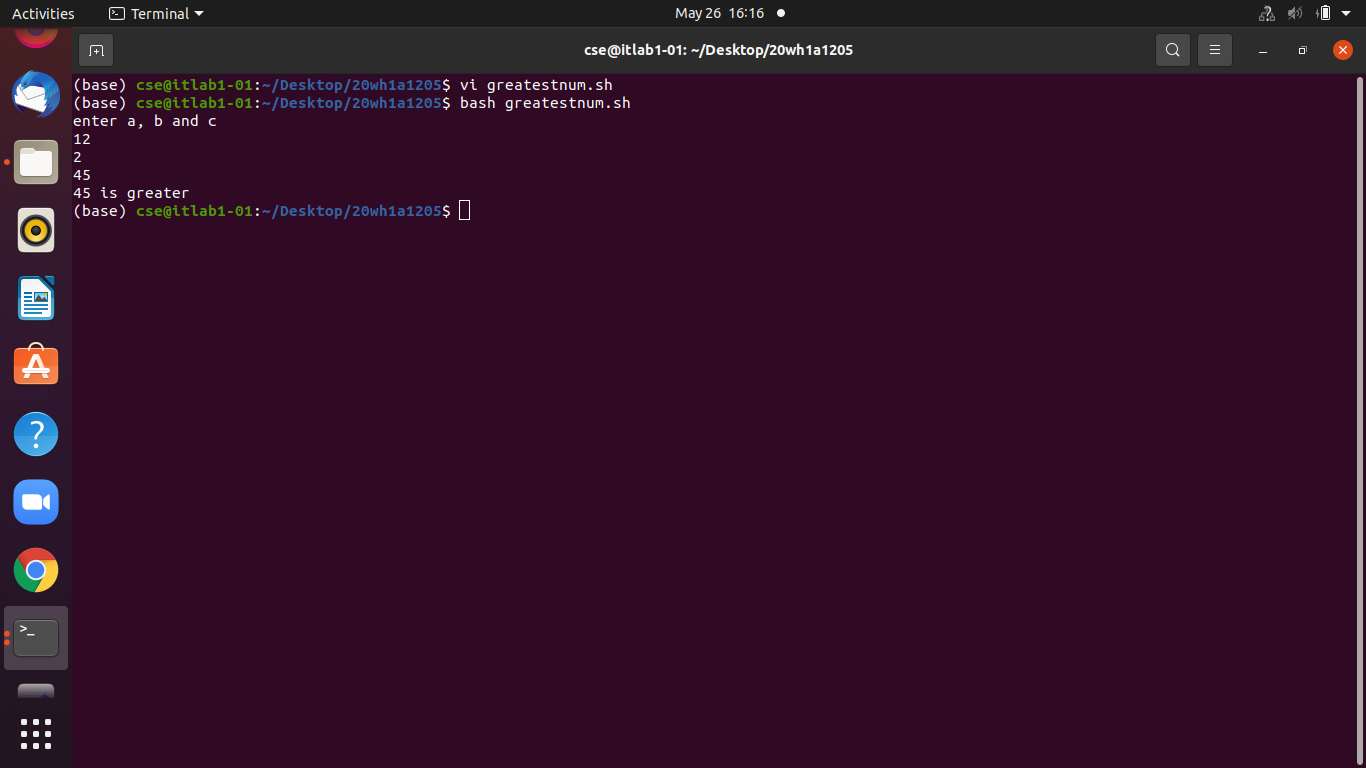 Activities Terminal May 26 16:16
cse@itlab1-01: ~/Desktop/20wh1a1205
(base) cse@itlab1-01:~/Desktop/20wh1a1205$ vi greatestnum.sh
(base) cse@itlab1-01:~/Desktop/20wh1a1205$ bash greatestnum.sh
enter a, b and c
12
2
45
45 is greater
(base) cse@itlab1-01:~/Desktop/20wh1a1205$